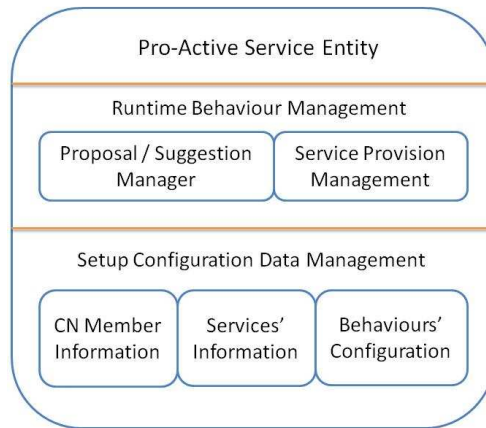 Pro-Active Service Entity
Runtime Behaviour Management
Proposal / Suggestion
Manager
Service Provision
Management
Setup Configuration Data Management
CN Member
Information
Services'
Information
Behaviours'
Configuration